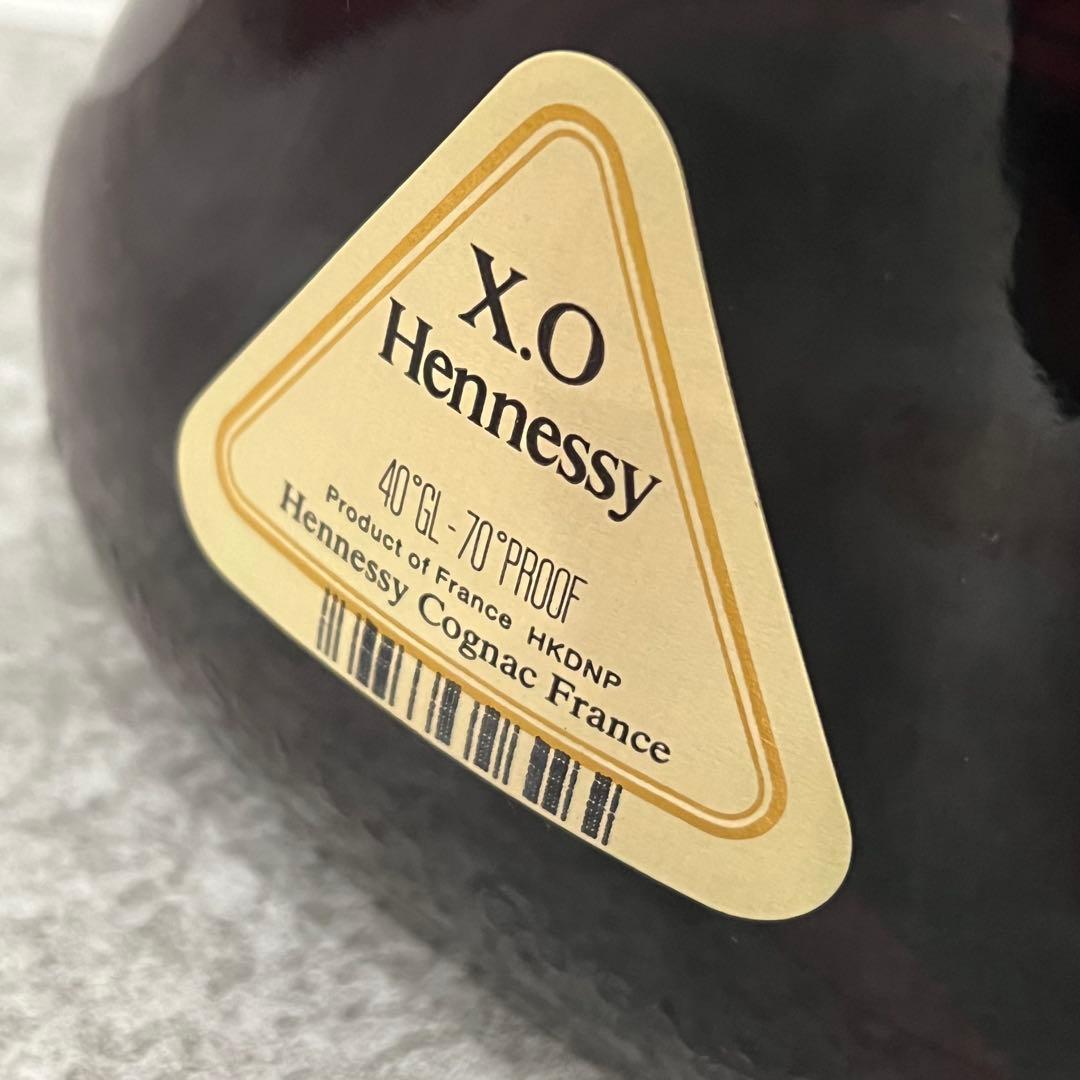 X.O
Hennessy
40°GL - 70°PROOF
Product of France HKDNP
Hennessy Cognac France